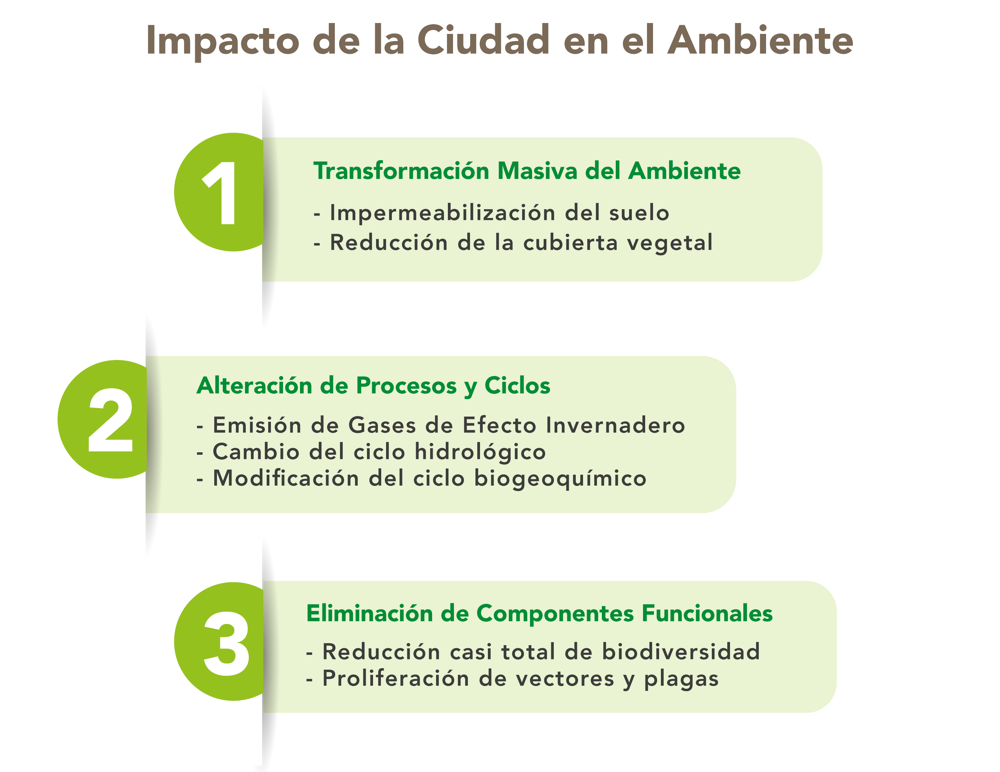 Impacto de la Ciudad en el Ambiente
1
Transformación Masiva del Ambiente
- Impermeabilización del suelo
- Reducción de la cubierta vegetal
2
Alteración de Procesos y Ciclos
- Emisión de Gases de Efecto Invernadero
- Cambio del ciclo hidrológico
- Modificación del ciclo biogeoquímico
3
Eliminación de Componentes Funcionales
- Reducción casi total de biodiversidad
- Proliferación de vectores y plagas